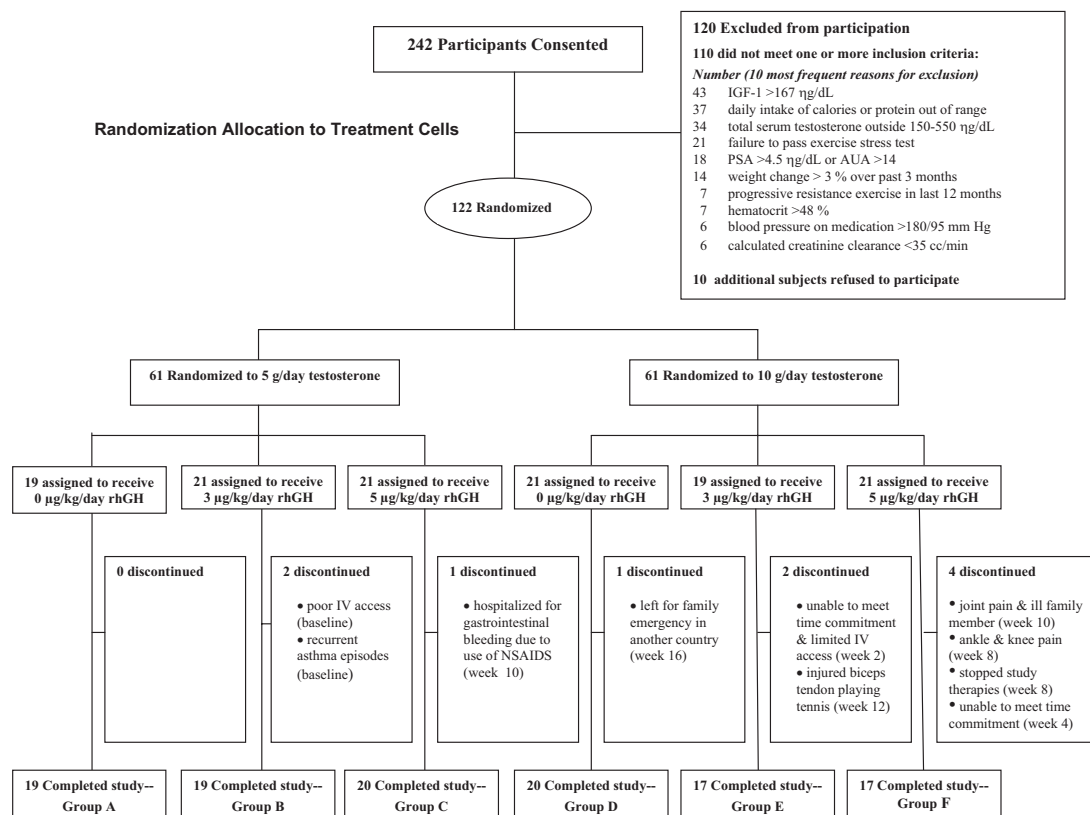 242 Participants Consented
120 Excluded from participation
110 did not meet one or more inclusion criteria:
Number (10 most frequent reasons for exclusion)
43 IGF-1 >167 ηg/dL
37 daily intake of calories or protein out of range
34 total serum testosterone outside 150-550 ηg/dL
21 failure to pass exercise stress test
18 PSA >4.5 ηg/dL or AUA >14
14 weight change > 3 % over past 3 months
7 progressive resistance exercise in last 12 months
7 hematocrit >48 %
6 blood pressure on medication >180/95 mm Hg
6 calculated creatinine clearance <35 cc/min
10 additional subjects refused to participate
Randomization Allocation to Treatment Cells
122 Randomized
61 Randomized to 5 g/day testosterone
61 Randomized to 10 g/day testosterone
19 assigned to receive
0 µg/kg/day rhGH
21 assigned to receive
3 µg/kg/day rhGH
21 assigned to receive
5 µg/kg/day rhGH
21 assigned to receive
0 µg/kg/day rhGH
19 assigned to receive
3 µg/kg/day rhGH
21 assigned to receive
5 µg/kg/day rhGH
0 discontinued
2 discontinued
• poor IV access
(baseline)
• recurrent
asthma episodes
(baseline)
1 discontinued
• hospitalized for
gastrointestinal
bleeding due to
use of NSAIDS
(week 10)
1 discontinued
• left for family
emergency in
another country
(week 16)
2 discontinued
• unable to meet
time commitment
& limited IV
access (week 2)
• injured biceps
tendon playing
tennis (week 12)
4 discontinued
• joint pain & ill family
member (week 10)
• ankle & knee pain
(week 8)
• stopped study
therapies (week 8)
• unable to meet time
commitment (week 4)
19 Completed study--
Group A
19 Completed study--
Group B
20 Completed study--
Group C
20 Completed study--
Group D
17 Completed study--
Group E
17 Completed study--
Group F